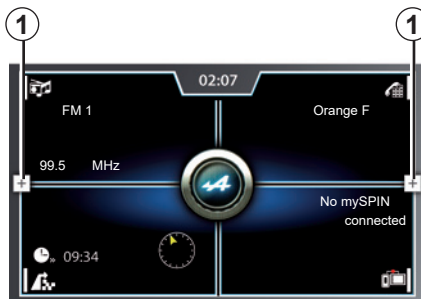 1
1
02:07
FM 1
Orange F
99.5 MHz
No mySPIN
connected
09:34